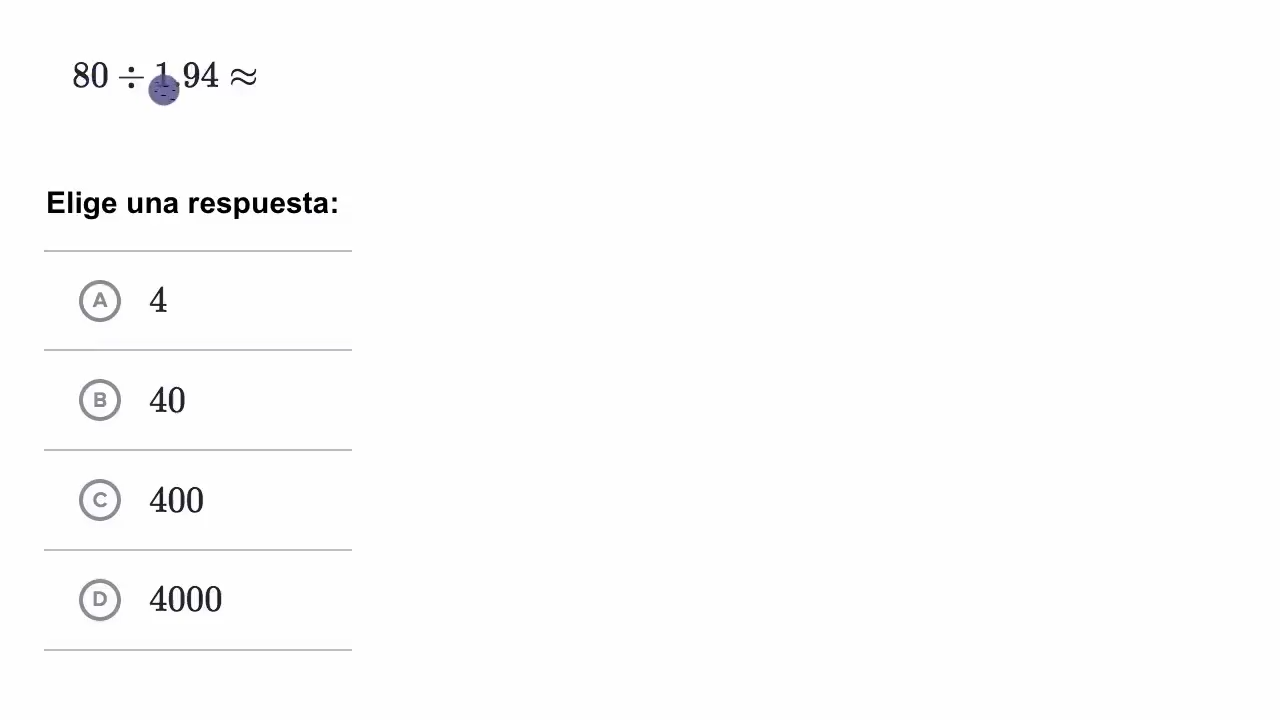 80 ÷ 1.94 ≈
Elige una respuesta:
A 4
B 40
C 400
D 4000